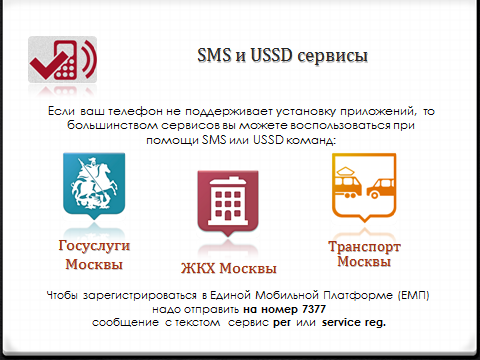 SMS и USSD сервисы
Если ваш телефон не поддерживает установку приложений, то
большинством сервисов вы можете воспользоваться при
помощи SMS или USSD команд:
Госуслуги
Москвы
ЖКХ Москвы
Транспорт
Москвы
Чтобы зарегистрироваться в Единой Мобильной Платформе (ЕМП)
надо отправить на номер 7377
сообщение с текстом сервис рег или service reg.